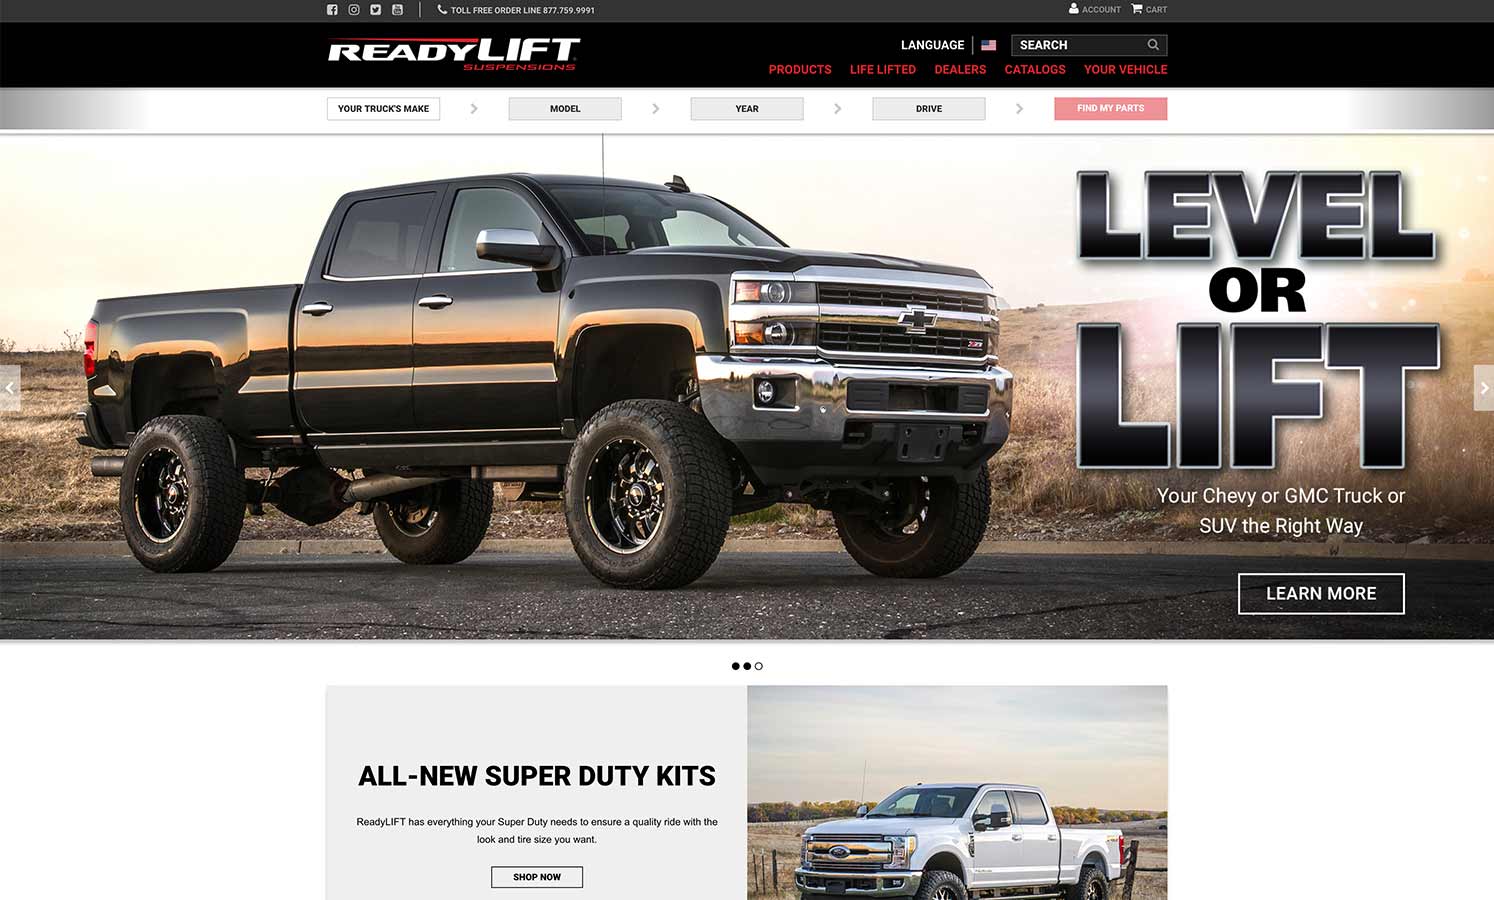 TOLL FREE ORDER LINE 877.759.9991
ACCOUNT
CART
READYLIFT
SUSPENSIONS
LANGUAGE
SEARCH
PRODUCTS
LIFE LIFTED
DEALERS
CATALOGS
YOUR VEHICLE
YOUR TRUCK'S MAKE
MODEL
YEAR
DRIVE
FIND MY PARTS
LEVEL
OR
LIFT
Your Chevy or GMC Truck or
SUV the Right Way
LEARN MORE
Z71
ALL-NEW SUPER DUTY KITS
ReadyLIFT has everything your Super Duty needs to ensure a quality ride with the
look and tire size you want.
SHOP NOW